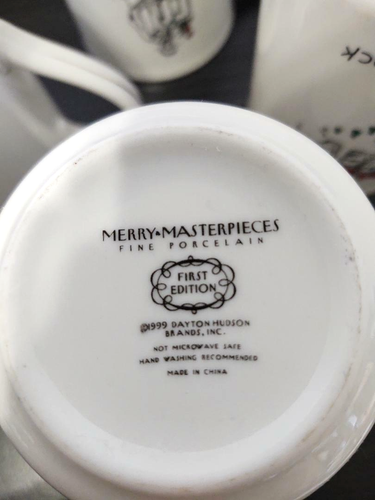 MERRY▲MASTERPIECES
FINE PORCELAIN
FIRST
EDITION
©1999 DAYTON HUDSON
BRANDS, INC.
NOT MICROWAVE SAFE
HAND WASHING RECOMMENDED
MADE IN CHINA